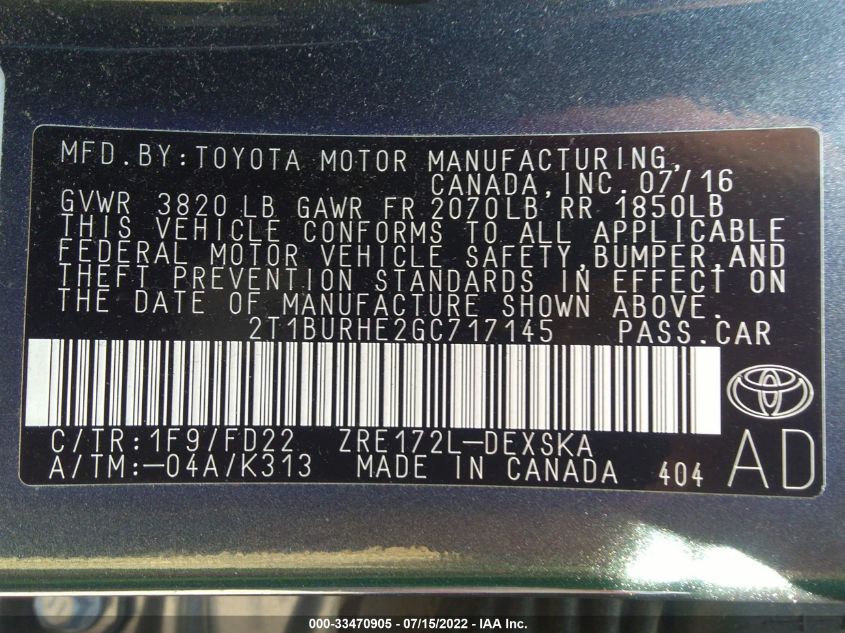 MFD.BY:TOYOTA MOTOR MANUFACTURING,
CANADA,INC.07/16
GVWR 3820 LB GAWR FR 2070LB RR 1850LB
THIS VEHICLE CONFORMS TO ALL APPLICABLE
FEDERAL MOTOR VEHICLE SAFETY,BUMPER,AND
THEFT PREVENTION STANDARDS IN EFFECT ON
THE DATE OF MANUFACTURE SHOWN ABOVE.
2T1BURHE2GC717145 PASS.CAR
C/TR:1F9/FD22 ZRE172L-DEXSKA
A/TM:-04A/K313 MADE IN CANADA 404 AD
000-33470905 - 07/15/2022 - IAA Inc.